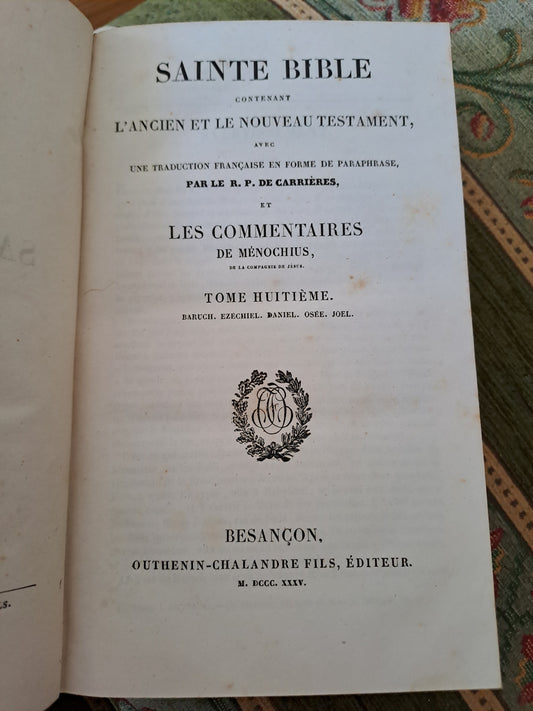 SAINTE BIBLE
CONTENANT
L'ANCIEN ET LE NOUVEAU TESTAMENT,
AVEC
UNE TRADUCTION FRANÇAISE EN FORME DE PARAPHRASE,
PAR LE R. P. DE CARRIÈRES,
ET
LES COMMENTAIRES
DE MÉNOCHIUS,
DE LA COMPAGNIE DE JÉSUS.
TOME HUITIÈME.
BARUCH. EZÉCHIEL. DANIEL. OSÉE. JOEL.
BESANÇON,
OUTHENIN-CHALANDRE FILS, ÉDITEUR.
M. DCCC. XXXV.